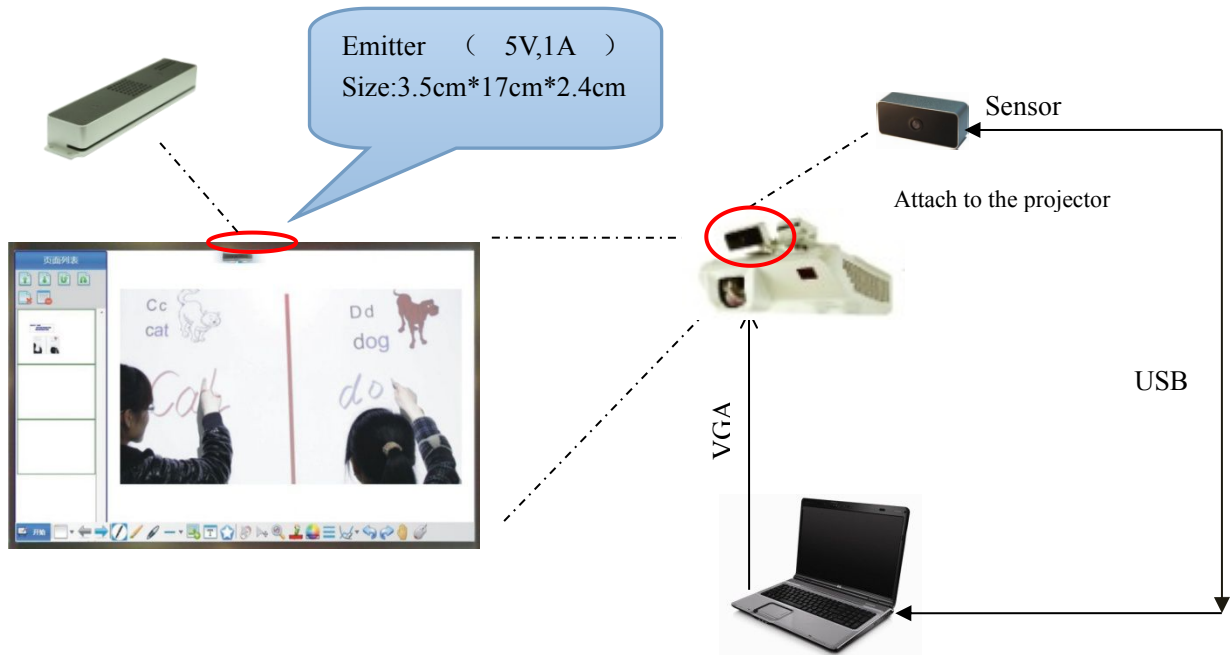 Emitter （ 5V,1A ）
Size:3.5cm*17cm*2.4cm
Sensor
Attach to the projector
页面列表
Cc
cat
Dd
dog
Cat
do
VGA
USB
开始